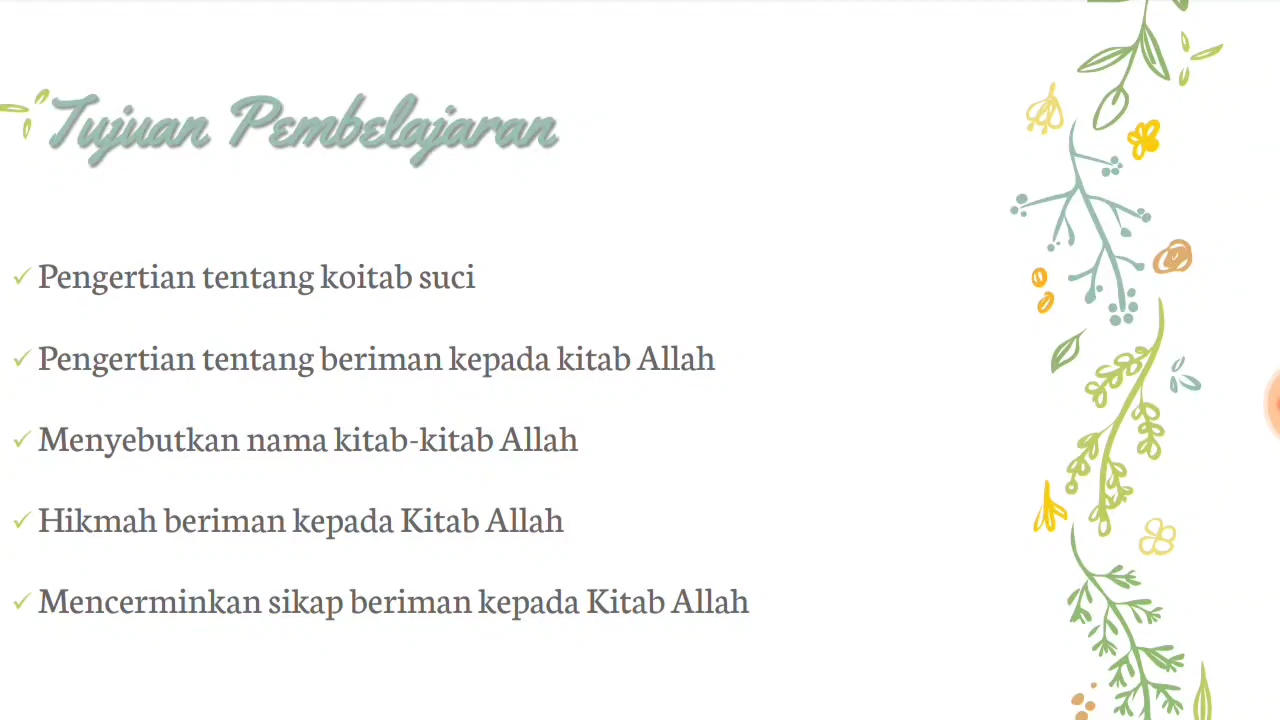 Tujuan Pembelajaran
Pengertian tentang koitab suci
Pengertian tentang beriman kepada kitab Allah
Menyebutkan nama kitab-kitab Allah
Hikmah beriman kepada Kitab Allah
Mencerminkan sikap beriman kepada Kitab Allah